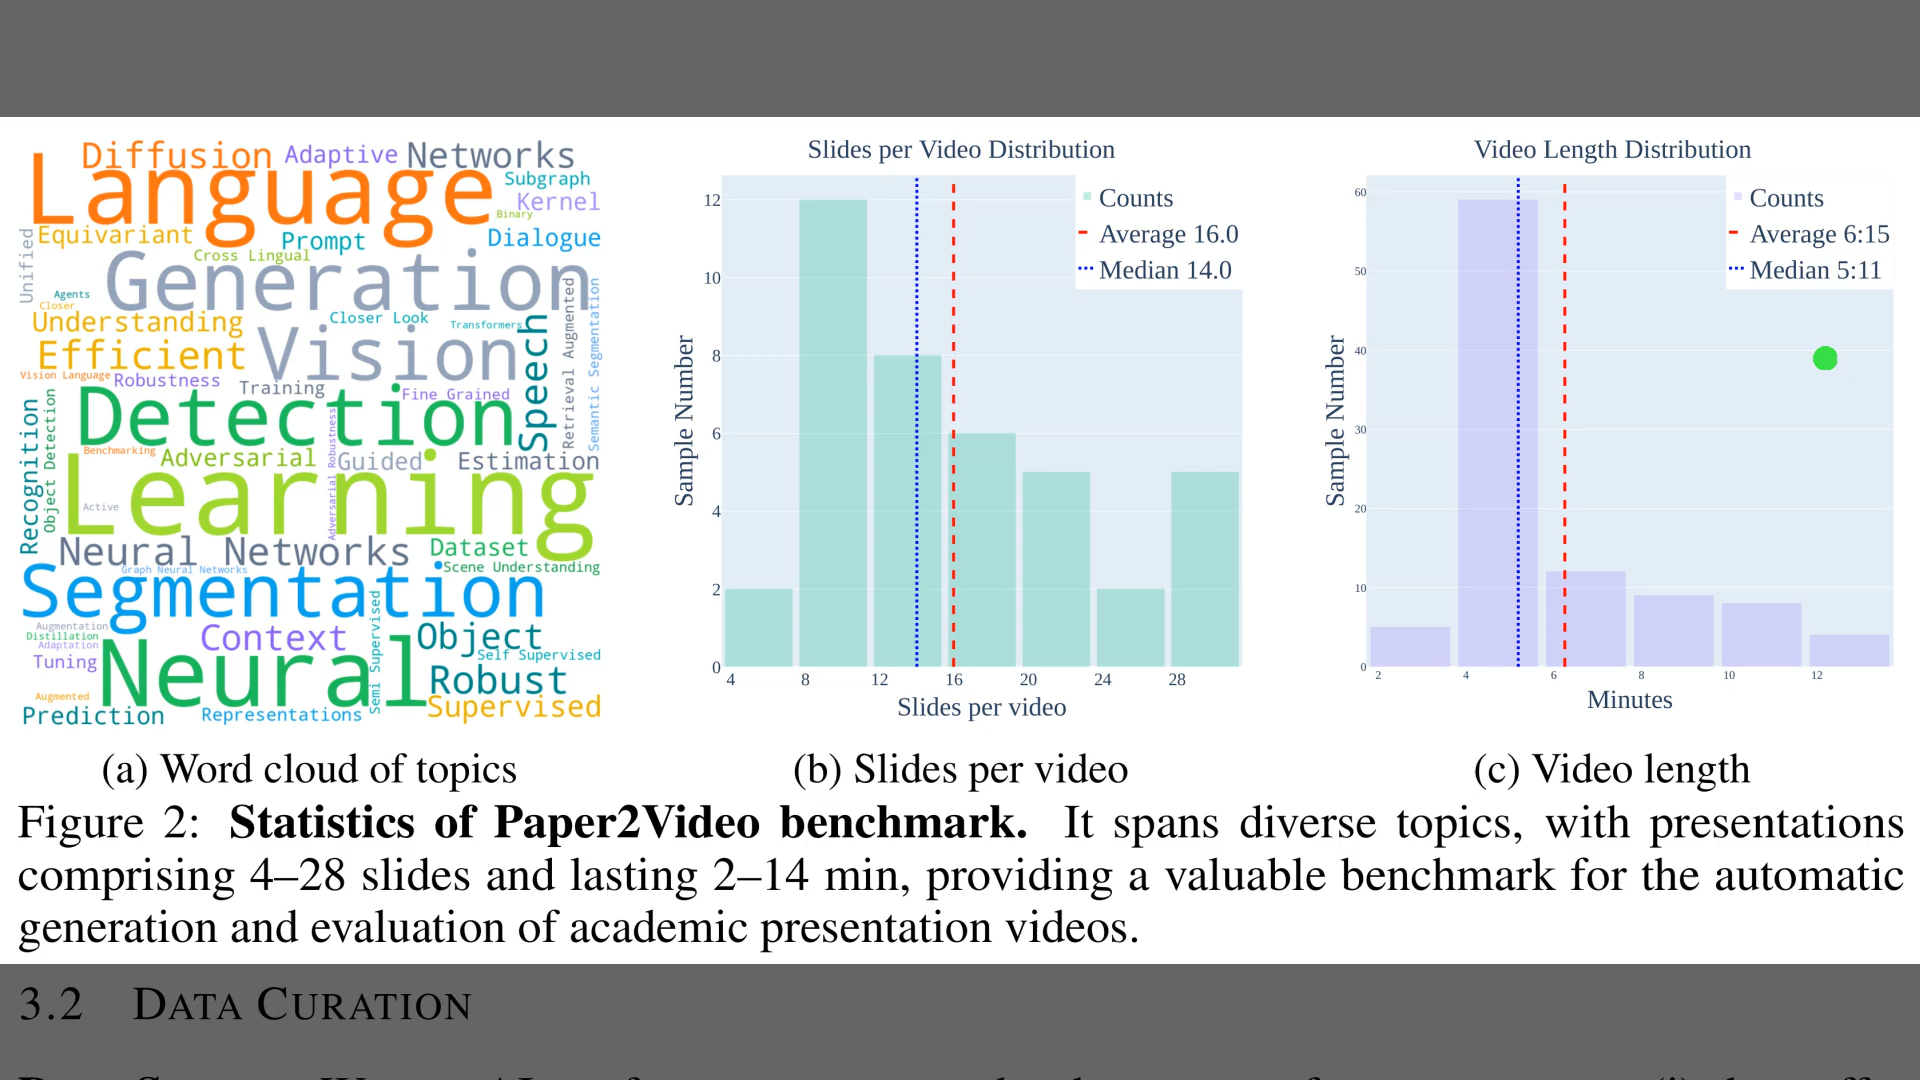 Diffusion Adaptive Networks
Language
Subgraph
Kernel
Binary
Equivariant Prompt Dialogue
Unified
Cross Lingual
Generation
Agents
Closer
Understanding Closer Look Transformers
Efficient Vision
Speech
Retrieval Augmented
Semantic Segmentation
Vision Language Robustness Training Fine Grained
Detection
Recognition
Object Detection
Benchmarking Adversarial Guided Estimation
Adversarial Robustness
Learning
Active
Neural Networks Dataset
Graph Neural Networks Scene Understanding
Segmentation
Augmentation
Distillation
Adaptation
Context Object
Semi Supervised
Tuning Self Supervised
Neural
Robust
Augmented
Supervised
Prediction Representations
(a) Word cloud of topics
Slides per Video Distribution
Counts
Average 16.0
Median 14.0
Sample Number
12
10
8
6
4
2
0
4 8 12 16 20 24 28
Slides per video
(b) Slides per video
Video Length Distribution
Counts
Average 6:15
Median 5:11
Sample Number
60
50
40
30
20
10
0
2 4 6 8 10 12
Minutes
(c) Video length
Figure 2: Statistics of Paper2Video benchmark. It spans diverse topics, with presentations
comprising 4–28 slides and lasting 2–14 min, providing a valuable benchmark for the automatic
generation and evaluation of academic presentation videos.
3.2 DATA CURATION